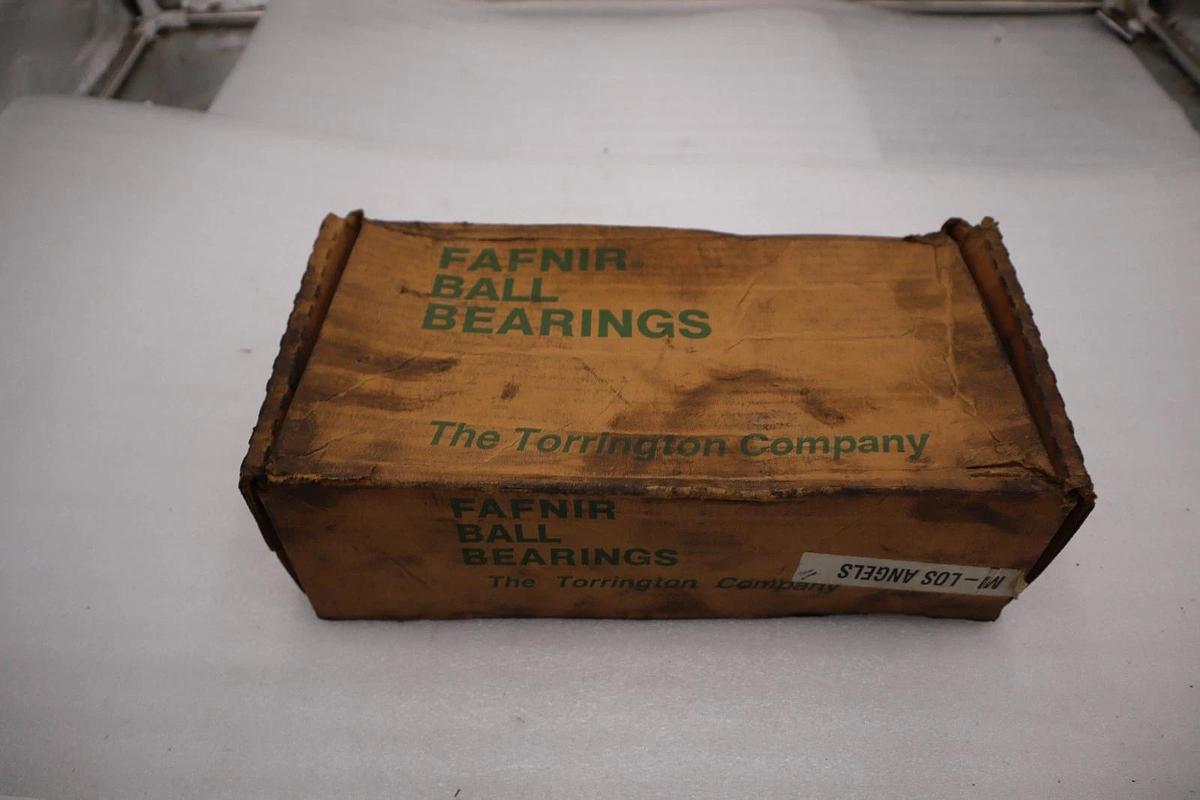 FAFNIR
BALL
BEARINGS
The Torrington Company
FAFNIR
BALL
BEARINGS
The Torrington Company
M-LOS ANGELS